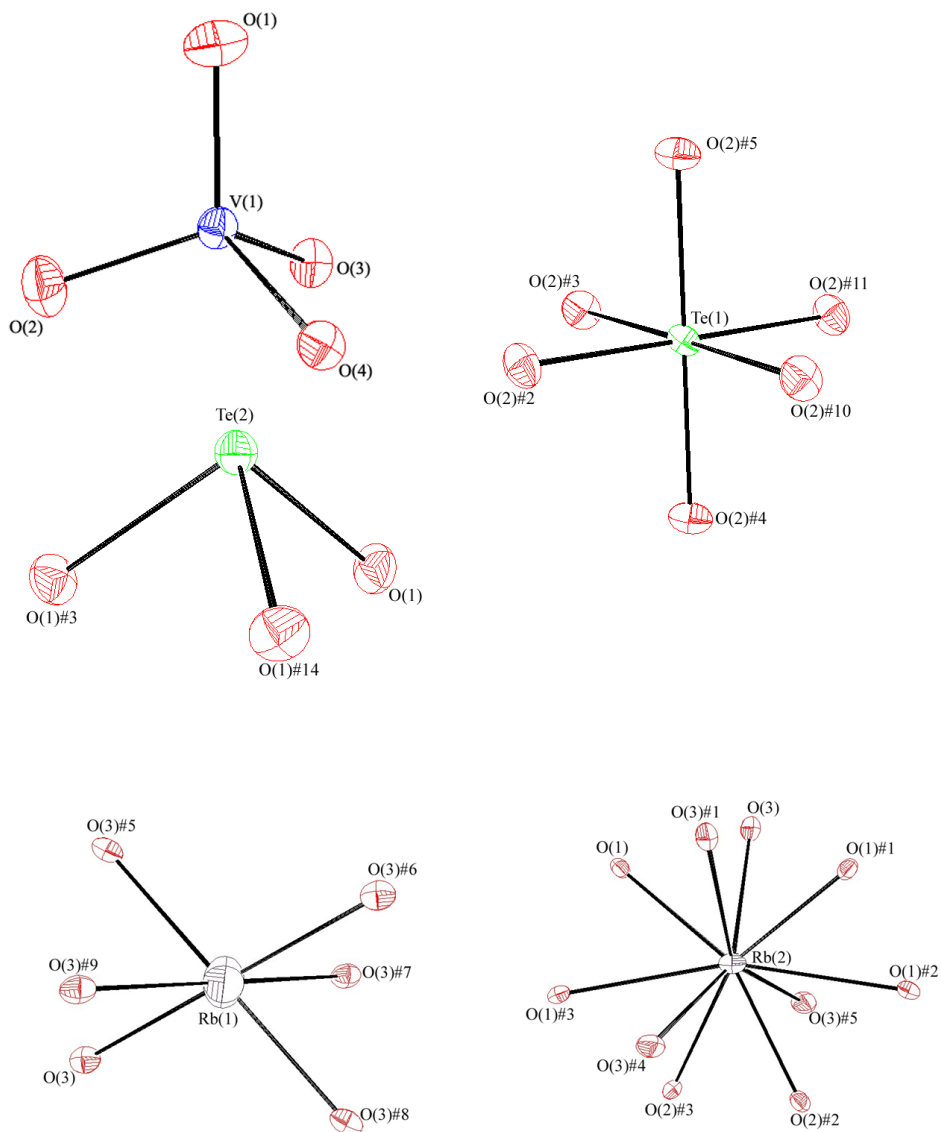 O(1)
V(1)
O(3)
O(2)
O(4)
O(2)#5
O(2)#3
O(2)#11
Te(1)
O(2)#2
O(2)#10
O(2)#4
Te(2)
O(1)#3
O(1)
O(1)#14
O(3)#5
O(3)#6
O(3)#9
O(3)#7
Rb(1)
O(3)
O(3)#8
O(3)#1
O(3)
O(1)
O(1)#1
Rb(2)
O(1)#2
O(1)#3
O(3)#5
O(3)#4
O(2)#3
O(2)#2